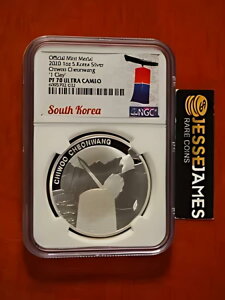 Official Mint Medal
2020 1oz S.Korea Silver
Chiwoo Cheonwang
'1 Clay'
PF 70 ULTRA CAMEO
NGC
South Korea
CHIWOO CHEONWANG
JESSE JAMES
RARE COINS